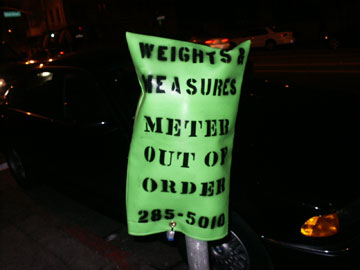 WEIGHTS &
MEASURES
METER
OUT OF
ORDER
285-5010